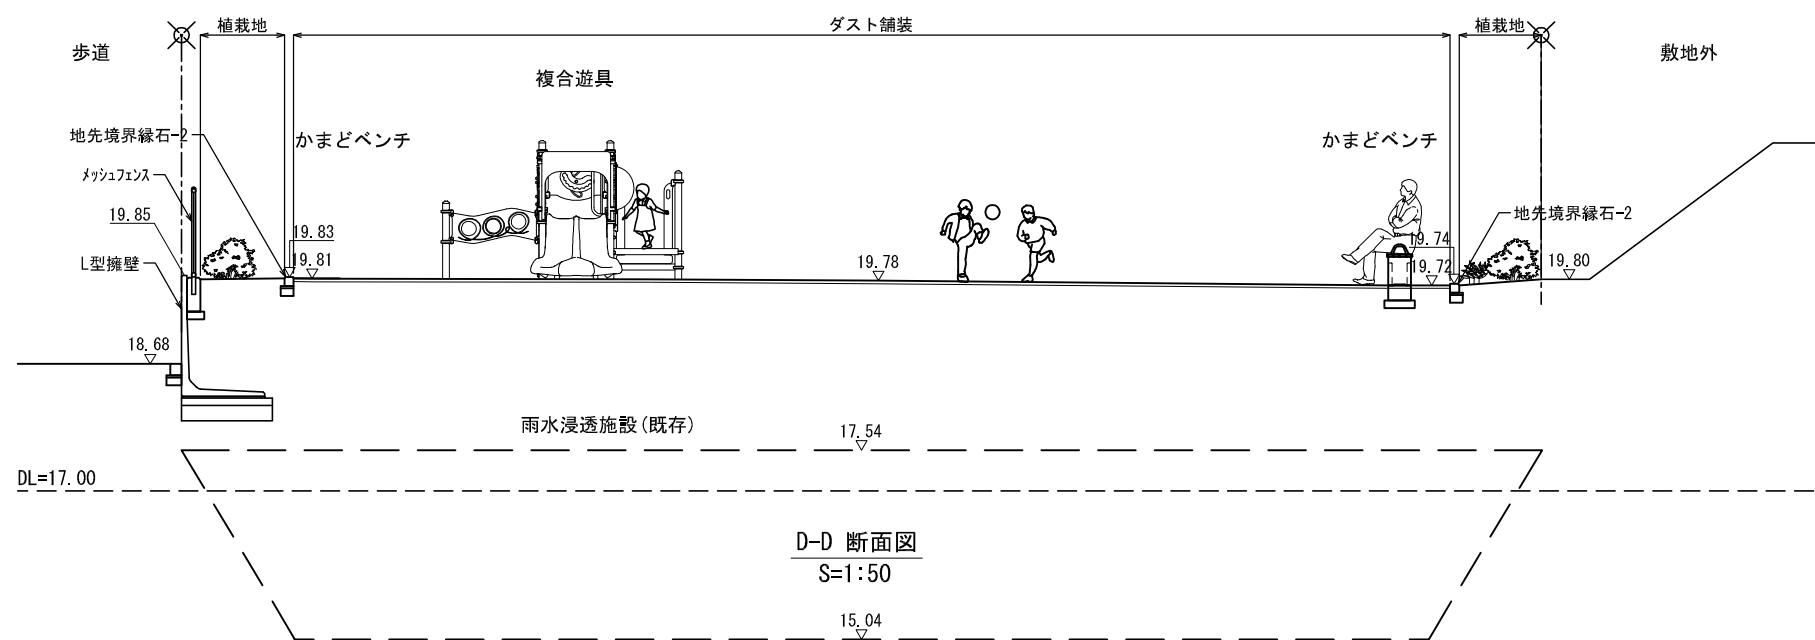 歩道
植栽地
ダスト舗装
植栽地
敷地外
複合遊具
地先境界縁石-2
かまどベンチ
かまどベンチ
メッシュフェンス
19.85
19.83
19.74
地先境界縁石-2
L型擁壁
19.81
19.78
19.72
19.80
18.68
雨水浸透施設(既存)
17.54
DL=17.00
D-D 断面図
S=1:50
15.04